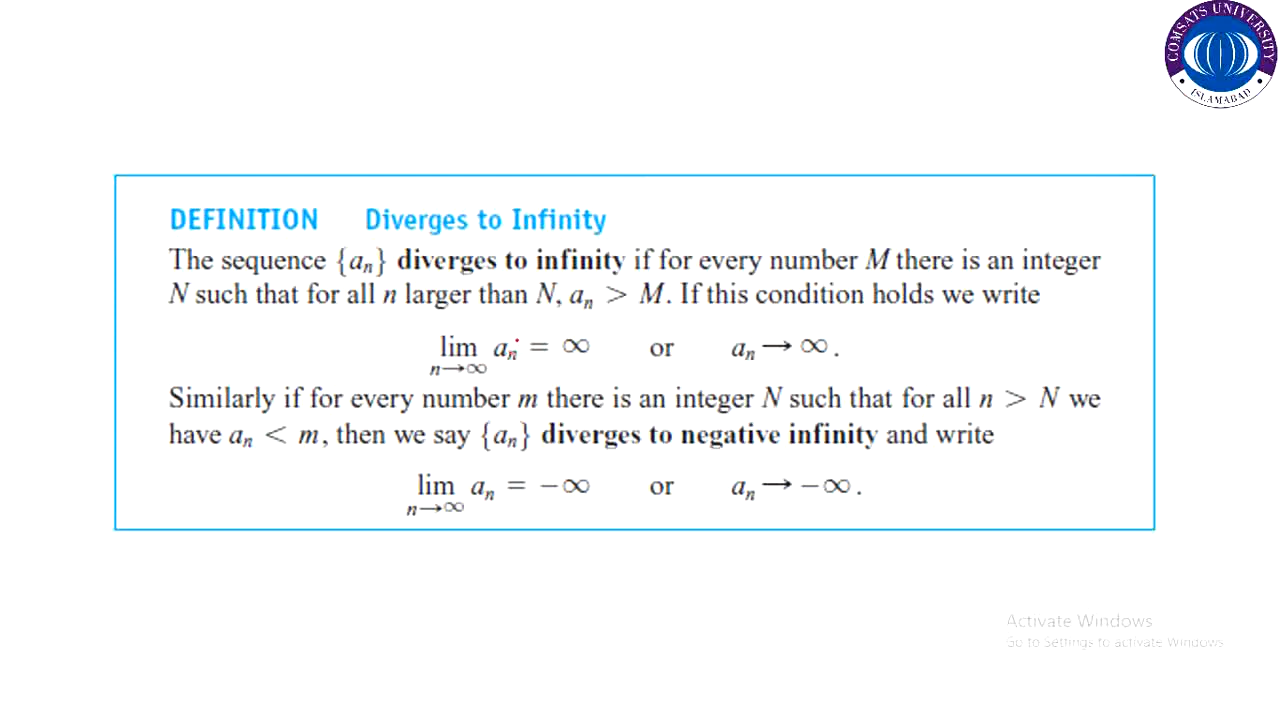 COMSATS UNIVERSITY
ISLAMABAD
DEFINITION Diverges to Infinity
The sequence {aₙ} diverges to infinity if for every number M there is an integer
N such that for all n larger than N, aₙ > M. If this condition holds we write
lim aₙ = ∞ or aₙ → ∞.
n→∞
Similarly if for every number m there is an integer N such that for all n > N we
have aₙ < m, then we say {aₙ} diverges to negative infinity and write
lim aₙ = −∞ or aₙ → −∞.
n→∞
Activate Windows
Go to Settings to activate Windows